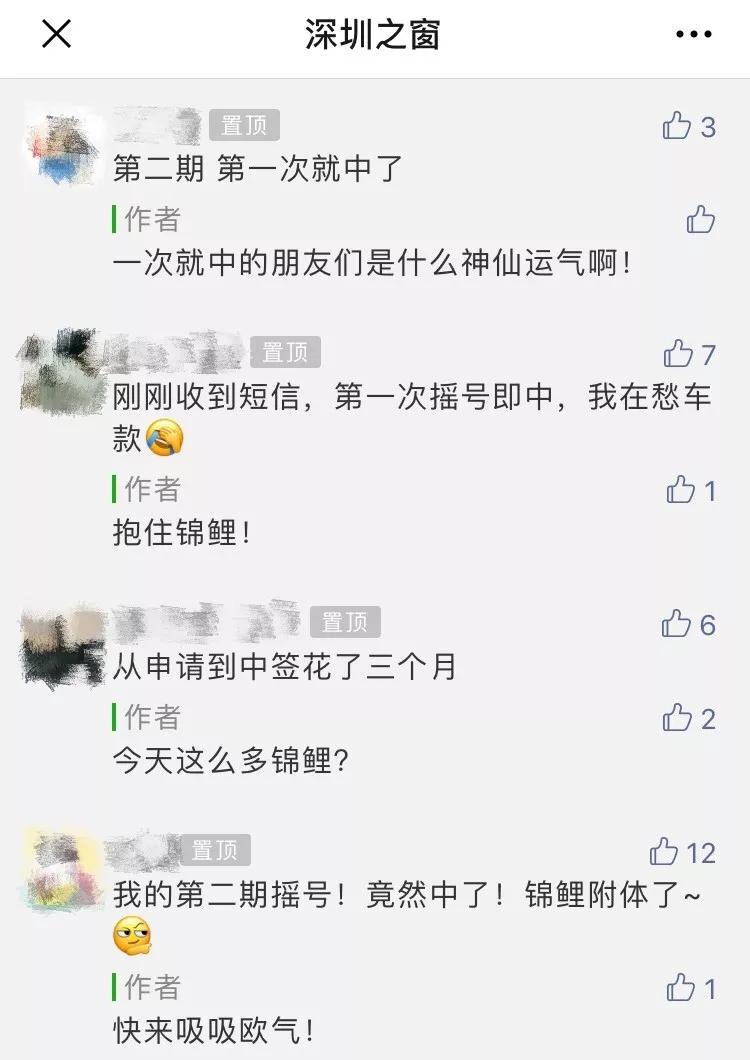 深圳之窗
置顶
3
第二期 第一次就中了
作者
一次就中的朋友们是什么神仙运气啊！
置顶
7
刚刚收到短信，第一次摇号即中，我在愁车
款🤦
作者
1
抱住锦鲤！
置顶
6
从申请到中签花了三个月
作者
2
今天这么多锦鲤？
置顶
12
我的第二期摇号！竟然中了！锦鲤附体了~
作者
1
快来吸吸欧气！